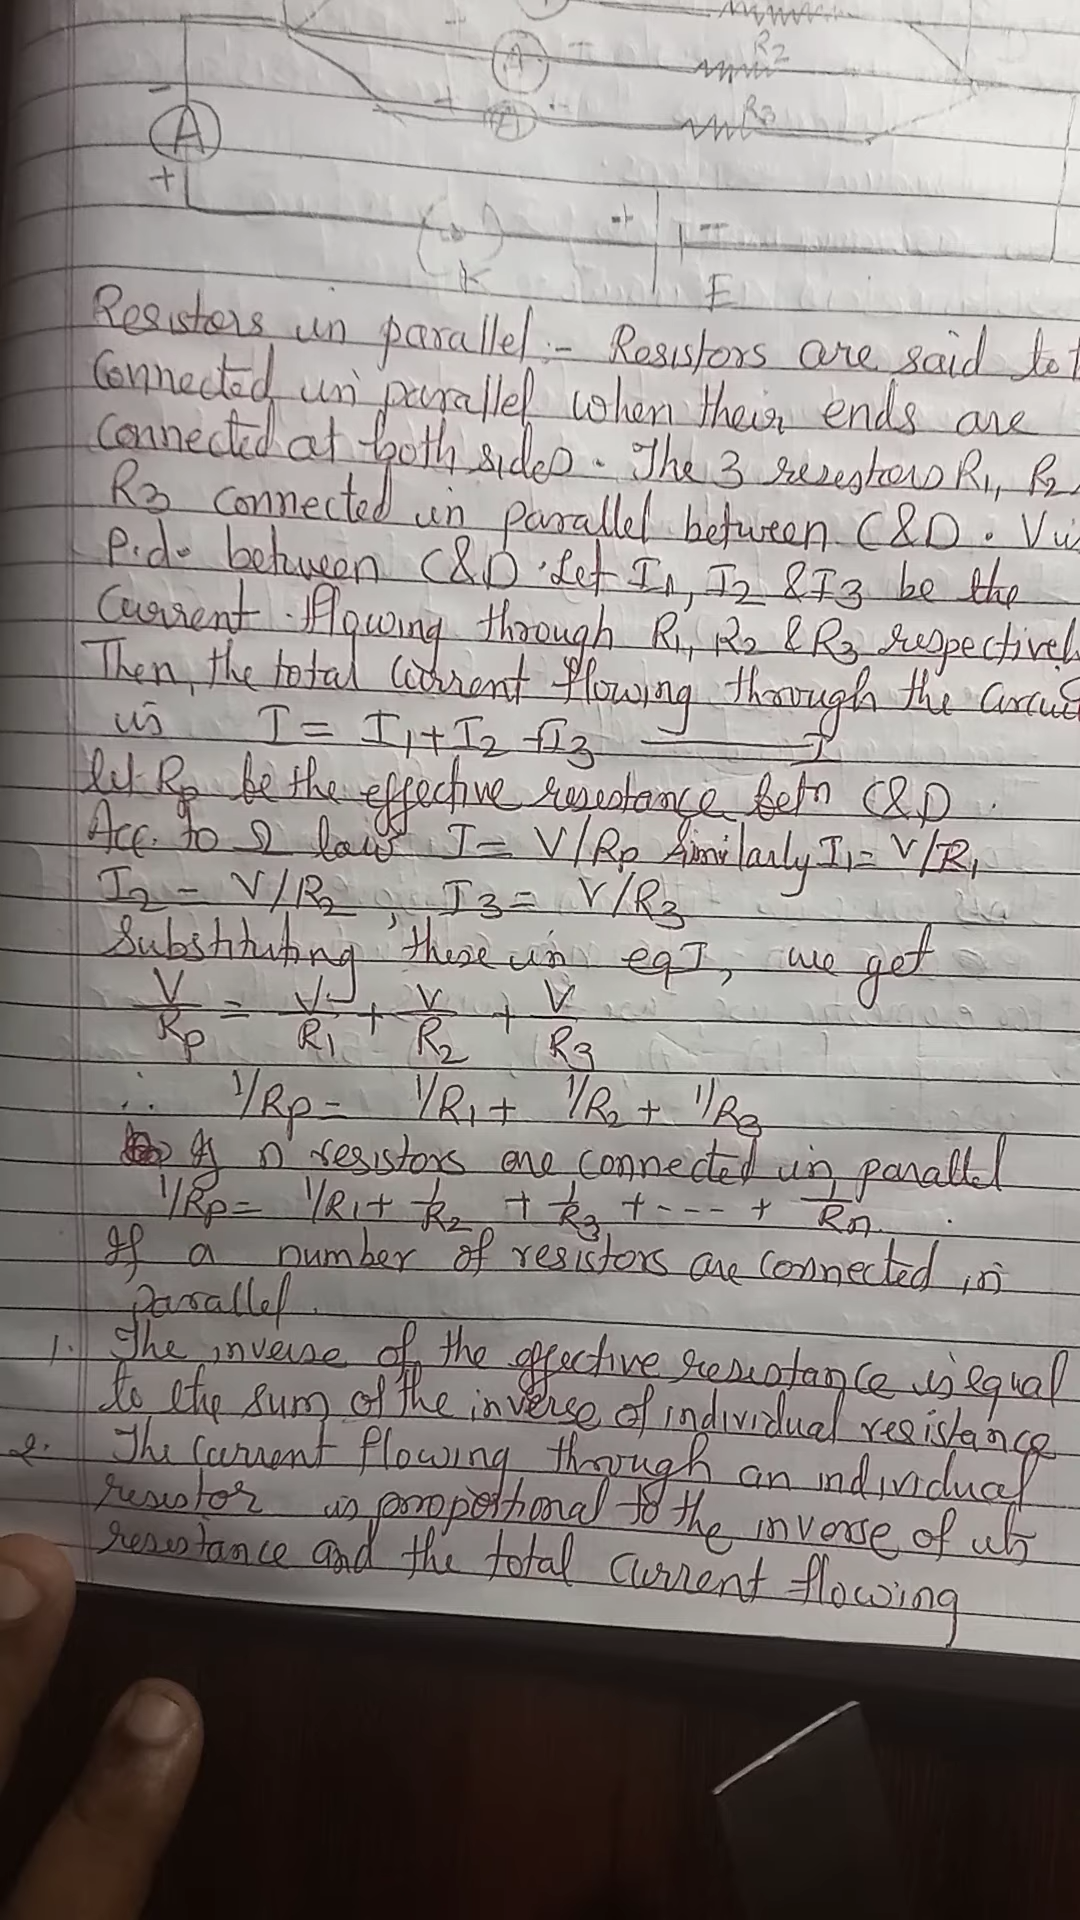 R2
A
R3
A
-
A
+
+
K
E
Resistors in parallel :- Resistors are said to
connected in parallel when their ends are
connected at both sides. The 3 resestors R1, R2
R3 connected in parallel between C&D. V is
P.d. between C&D. Let I1, I2 & I3 be the
current flowing through R1, R2 & R3 respectivel
Then, the total current flowing through the circuit
is I = I1 + I2 + I3 I
let Rp be the effective resestance betn C&D.
Acc. to Ω law I = V/Rp Similarly I1 = V/R1
I2 = V/R2, I3 = V/R3
Substituting these in eq I, we get
V/Rp = V/R1 + V/R2 + V/R3
∴ 1/Rp = 1/R1 + 1/R2 + 1/R3
If n resistors are connected in parallel
1/Rp = 1/R1 + 1/R2 + 1/R3 + ---- + 1/Rn.
If a number of resistors are connected in
parallel.
1. The inverse of the effective resistance is equal
to the sum of the inverse of individual resistance
2. The current flowing through an individual
resistor is proportional to the inverse of its
resistance and the total current flowing